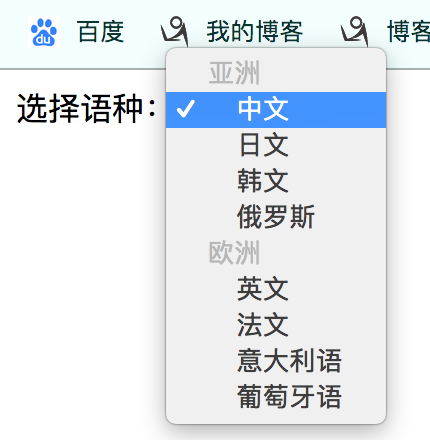 百度 我的博客 博客
选择语种：
亚洲
✓ 中文
日文
韩文
俄罗斯
欧洲
英文
法文
意大利语
葡萄牙语